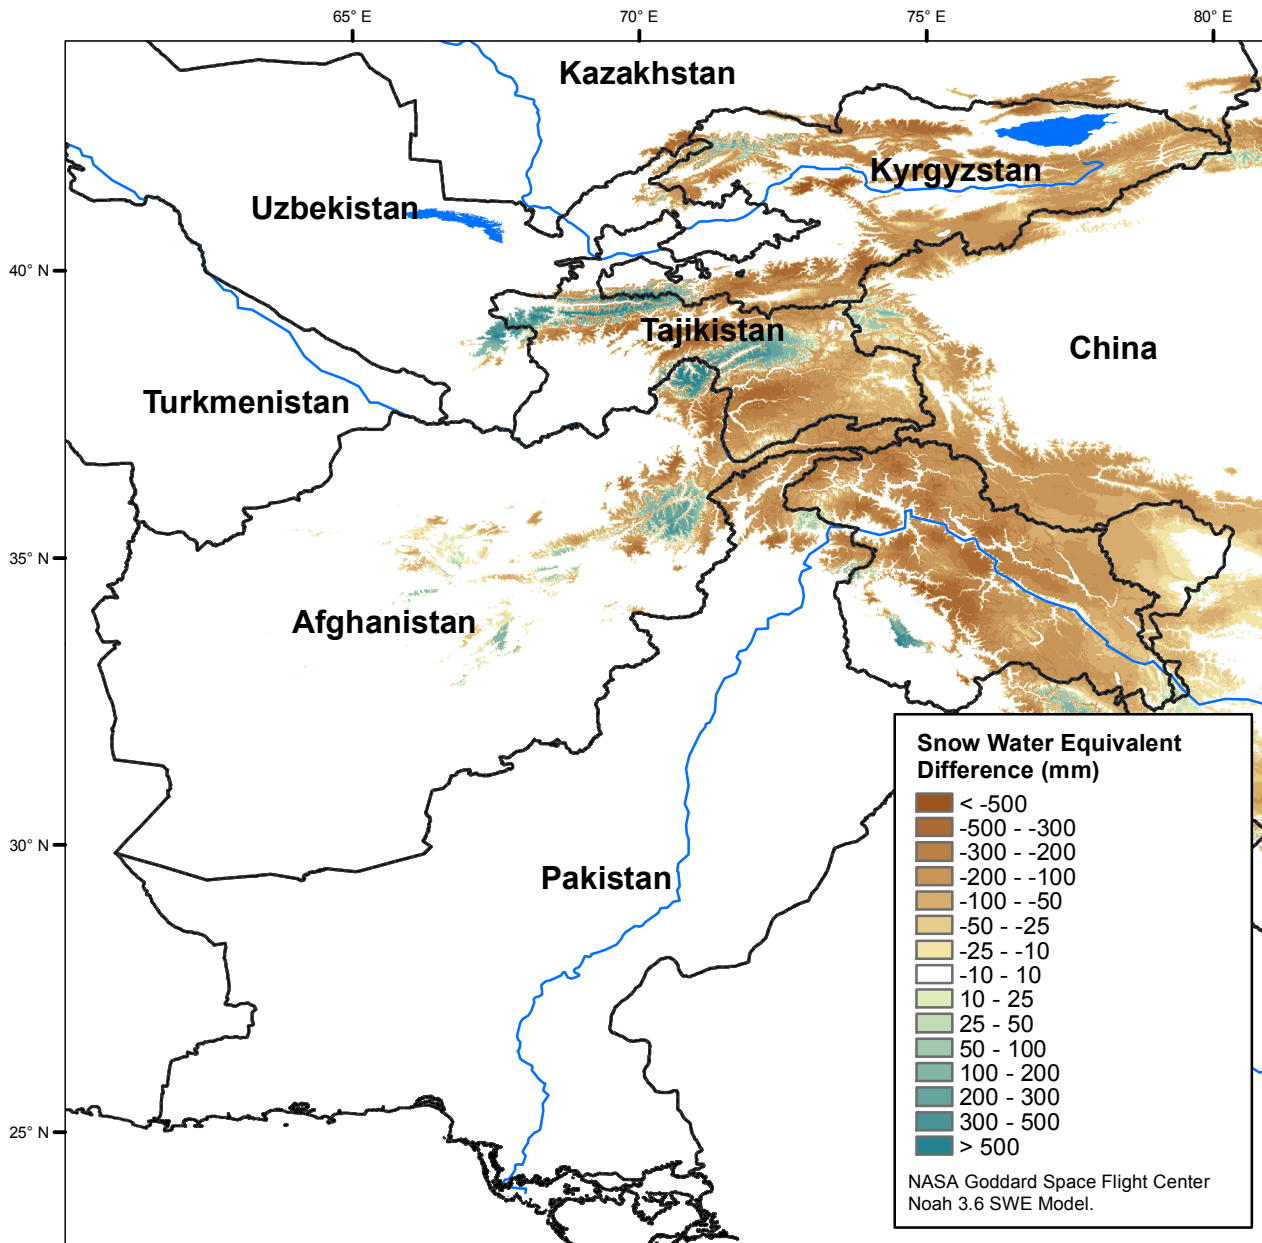 65° E
70° E
75° E
80° E
Kazakhstan
Kyrgyzstan
Uzbekistan
40° N
Tajikistan
China
Turkmenistan
35° N
Afghanistan
30° N
Pakistan
25° N
Snow Water Equivalent
Difference (mm)
< -500
-500 - -300
-300 - -200
-200 - -100
-100 - -50
-50 - -25
-25 - -10
-10 - 10
10 - 25
25 - 50
50 - 100
100 - 200
200 - 300
300 - 500
> 500
NASA Goddard Space Flight Center
Noah 3.6 SWE Model.